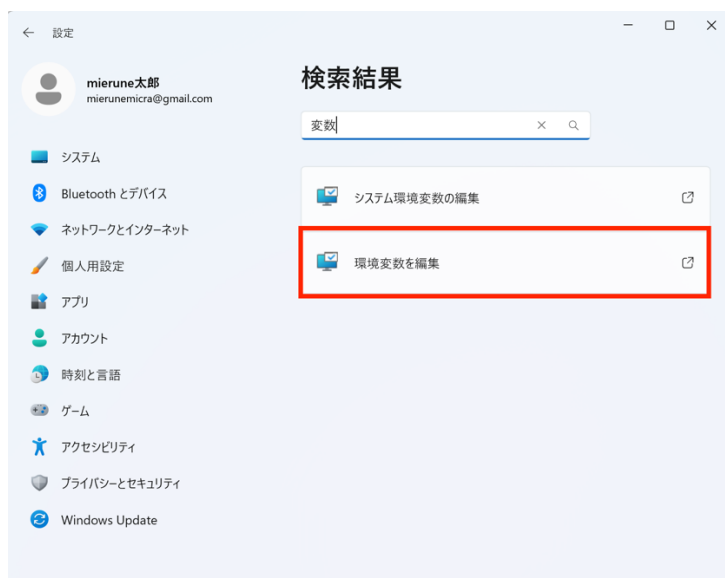 設定
mierune太郎
mierunemicra@gmail.com
システム
Bluetooth とデバイス
ネットワークとインターネット
個人用設定
アプリ
アカウント
時刻と言語
ゲーム
アクセシビリティ
プライバシーとセキュリティ
Windows Update
検索結果
変数
システム環境変数の編集
環境変数を編集